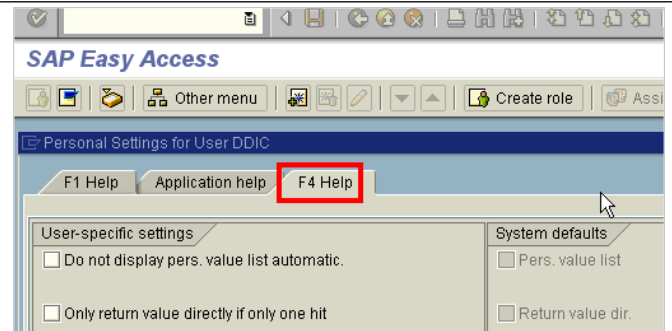 SAP Easy Access
Other menu Create role Assi
Personal Settings for User DDIC
F1 Help Application help F4 Help
User-specific settings System defaults
Do not display pers. value list automatic. Pers. value list
Only return value directly if only one hit Return value dir.